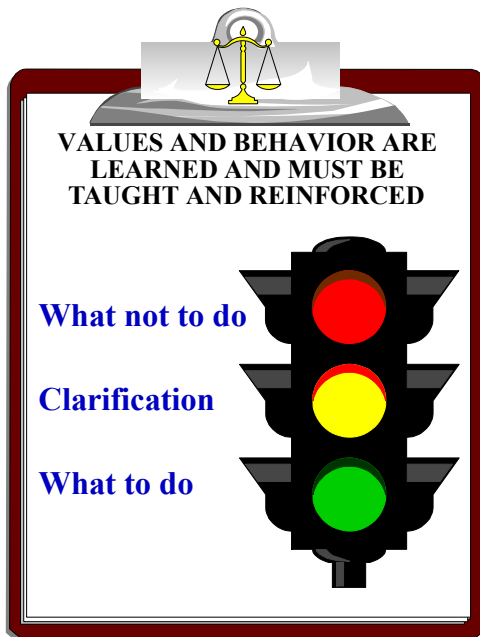 VALUES AND BEHAVIOR ARE
LEARNED AND MUST BE
TAUGHT AND REINFORCED
What not to do
Clarification
What to do